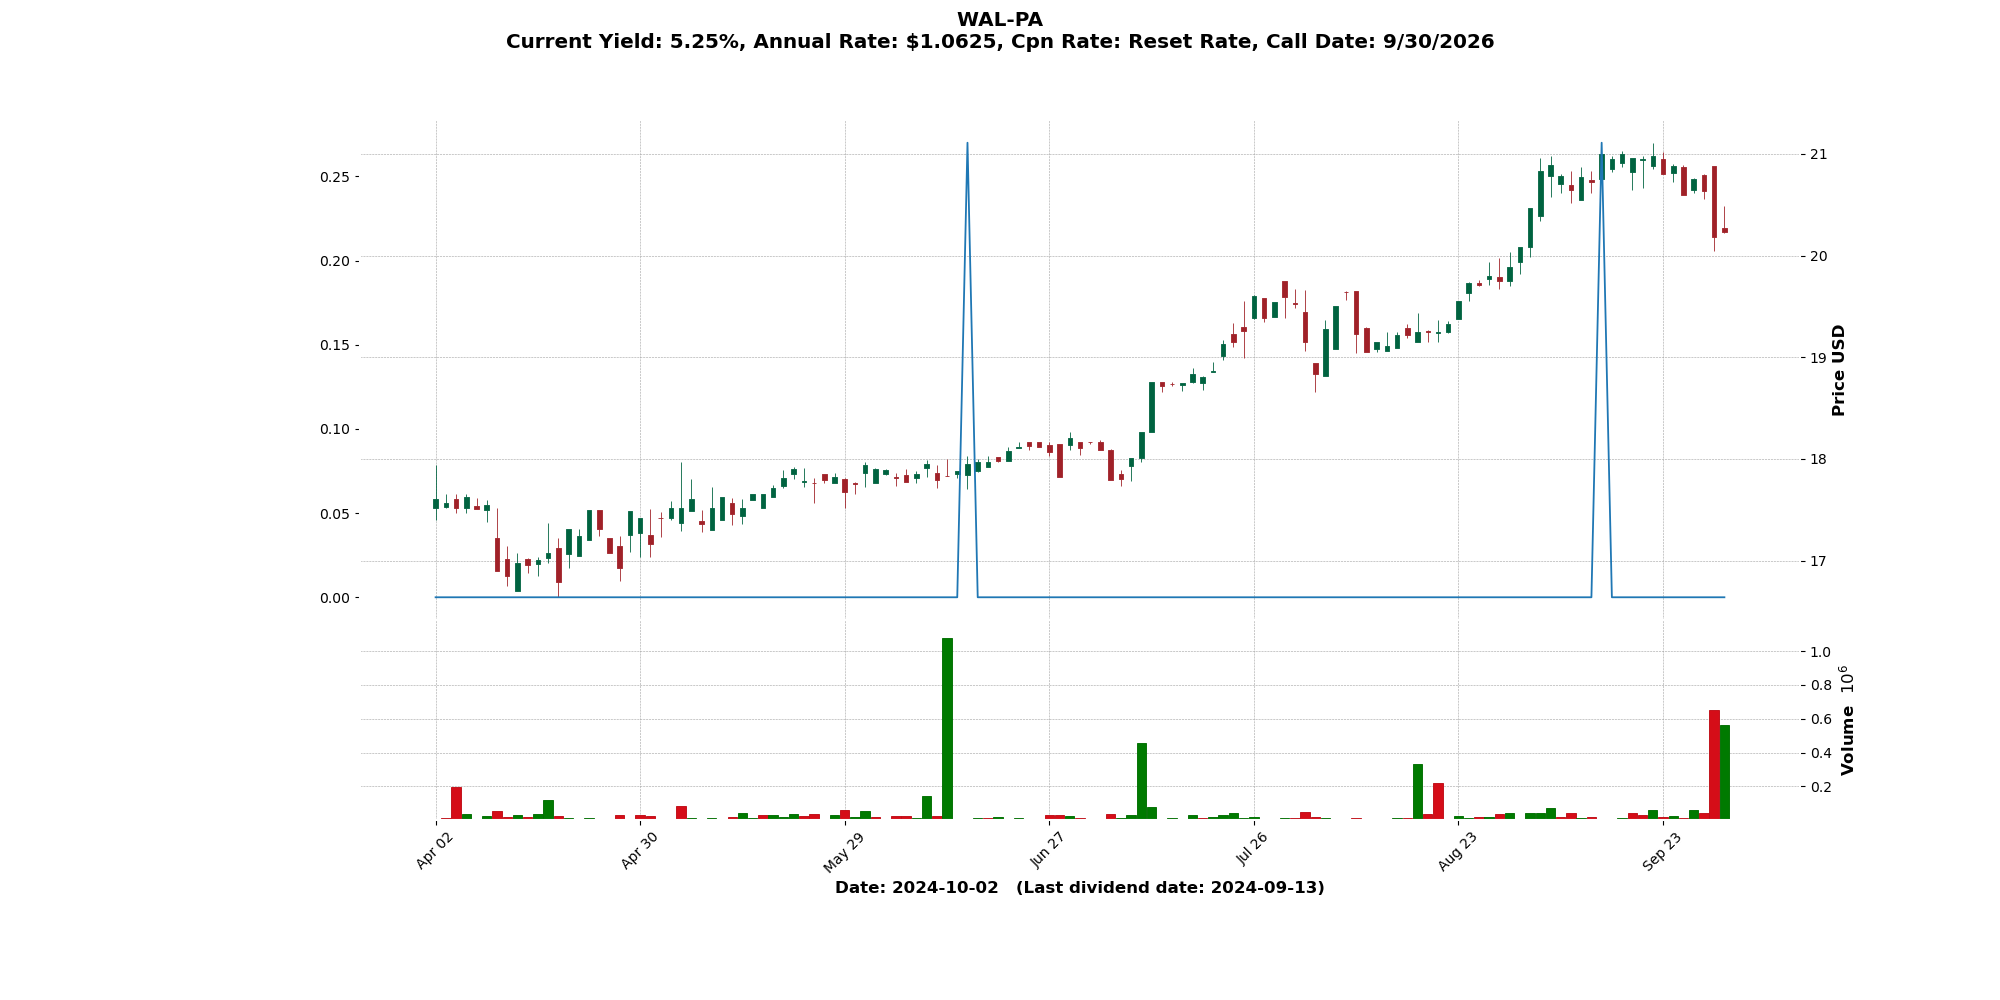 WAL-PA
Current Yield: 5.25%, Annual Rate: $1.0625, Cpn Rate: Reset Rate, Call Date: 9/30/2026
0.25
0.20
0.15
0.10
0.05
0.00
21
20
19
18
17
Price USD
1.0
0.8
0.6
0.4
0.2
Volume 10^6
Apr 02
Apr 30
May 29
Jun 27
Jul 26
Aug 23
Sep 23
Date: 2024-10-02 (Last dividend date: 2024-09-13)